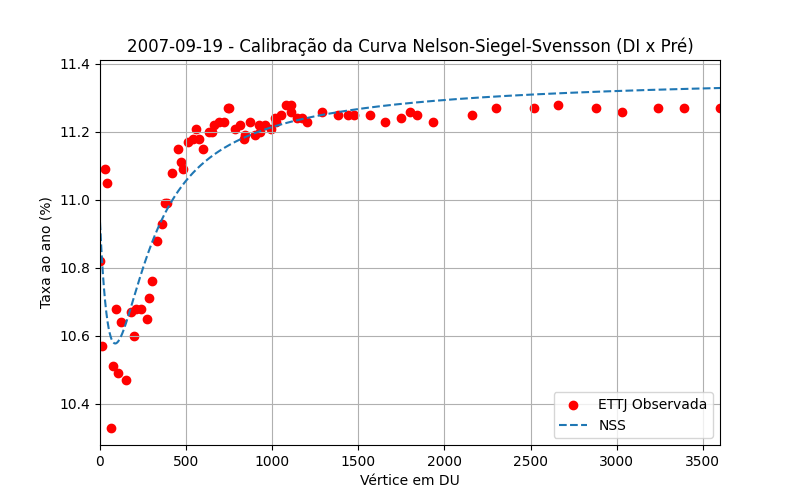 2007-09-19 - Calibração da Curva Nelson-Siegel-Svensson (DI x Pré)
Taxa ao ano (%)
11.4
11.2
11.0
10.8
10.6
10.4
0 500 1000 1500 2000 2500 3000 3500
Vértice em DU
ETTJ Observada
NSS